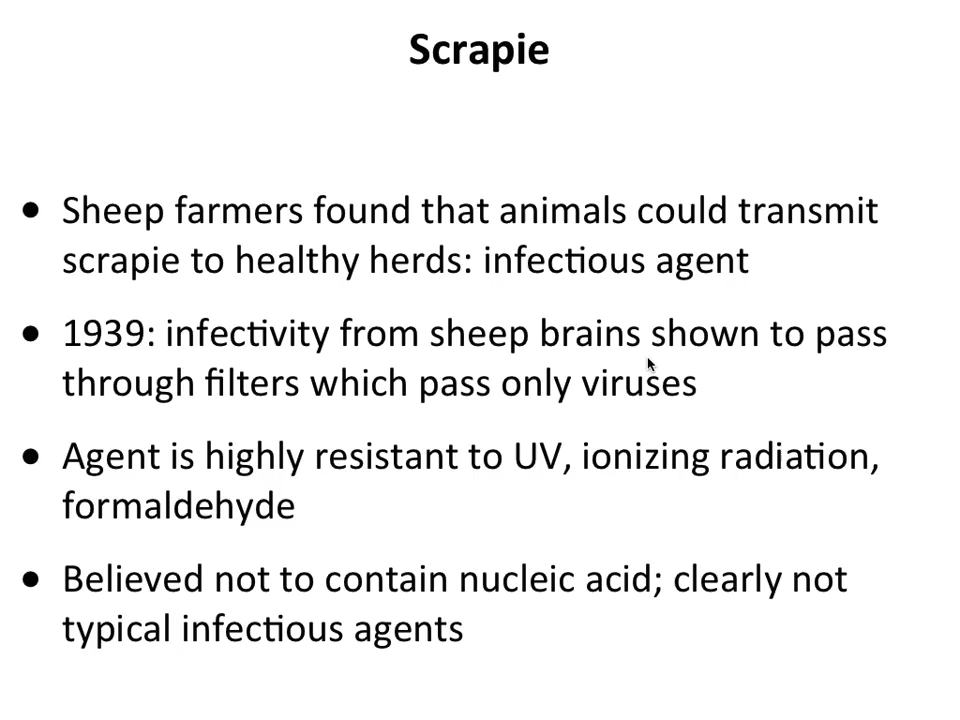 Scrapie
• Sheep farmers found that animals could transmit
scrapie to healthy herds: infectious agent
• 1939: infectivity from sheep brains shown to pass
through filters which pass only viruses
• Agent is highly resistant to UV, ionizing radiation,
formaldehyde
• Believed not to contain nucleic acid; clearly not
typical infectious agents